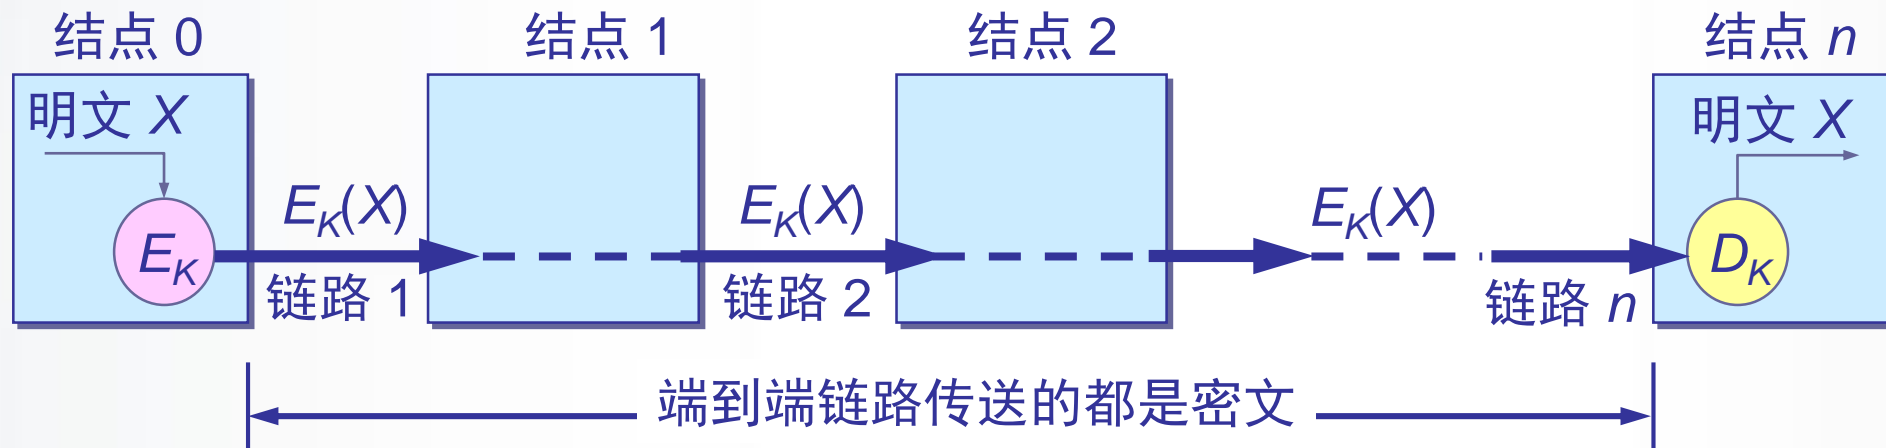 结点 0
结点 1
结点 2
结点 n
明文 X
明文 X
E_K(X)
E_K(X)
E_K(X)
E_K
D_K
链路 1
链路 2
链路 n
端到端链路传送的都是密文